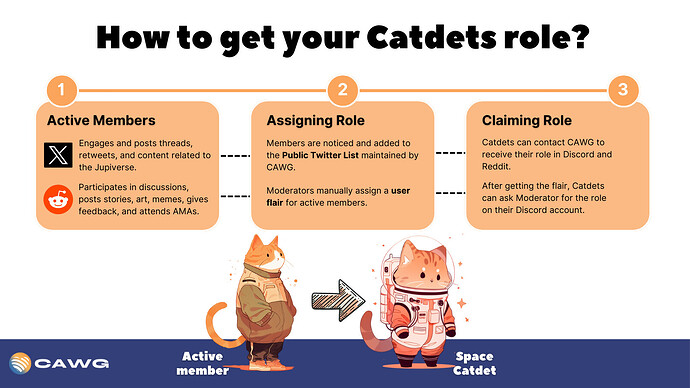 How to get your Catdets role?
1
2
3
Active Members
Engages and posts threads,
retweets, and content related to
the Jupiverse.
Participates in discussions,
posts stories, art, memes, gives
feedback, and attends AMAs.
Assigning Role
Members are noticed and added to
the Public Twitter List maintained by
CAWG.
Moderators manually assign a user
flair for active members.
Claiming Role
Catdets can contact CAWG to
receive their role in Discord and
Reddit.
After getting the flair, Catdets
can ask Moderator for the role
on their Discord account.
CAWG
Active
member
Space
Catdet